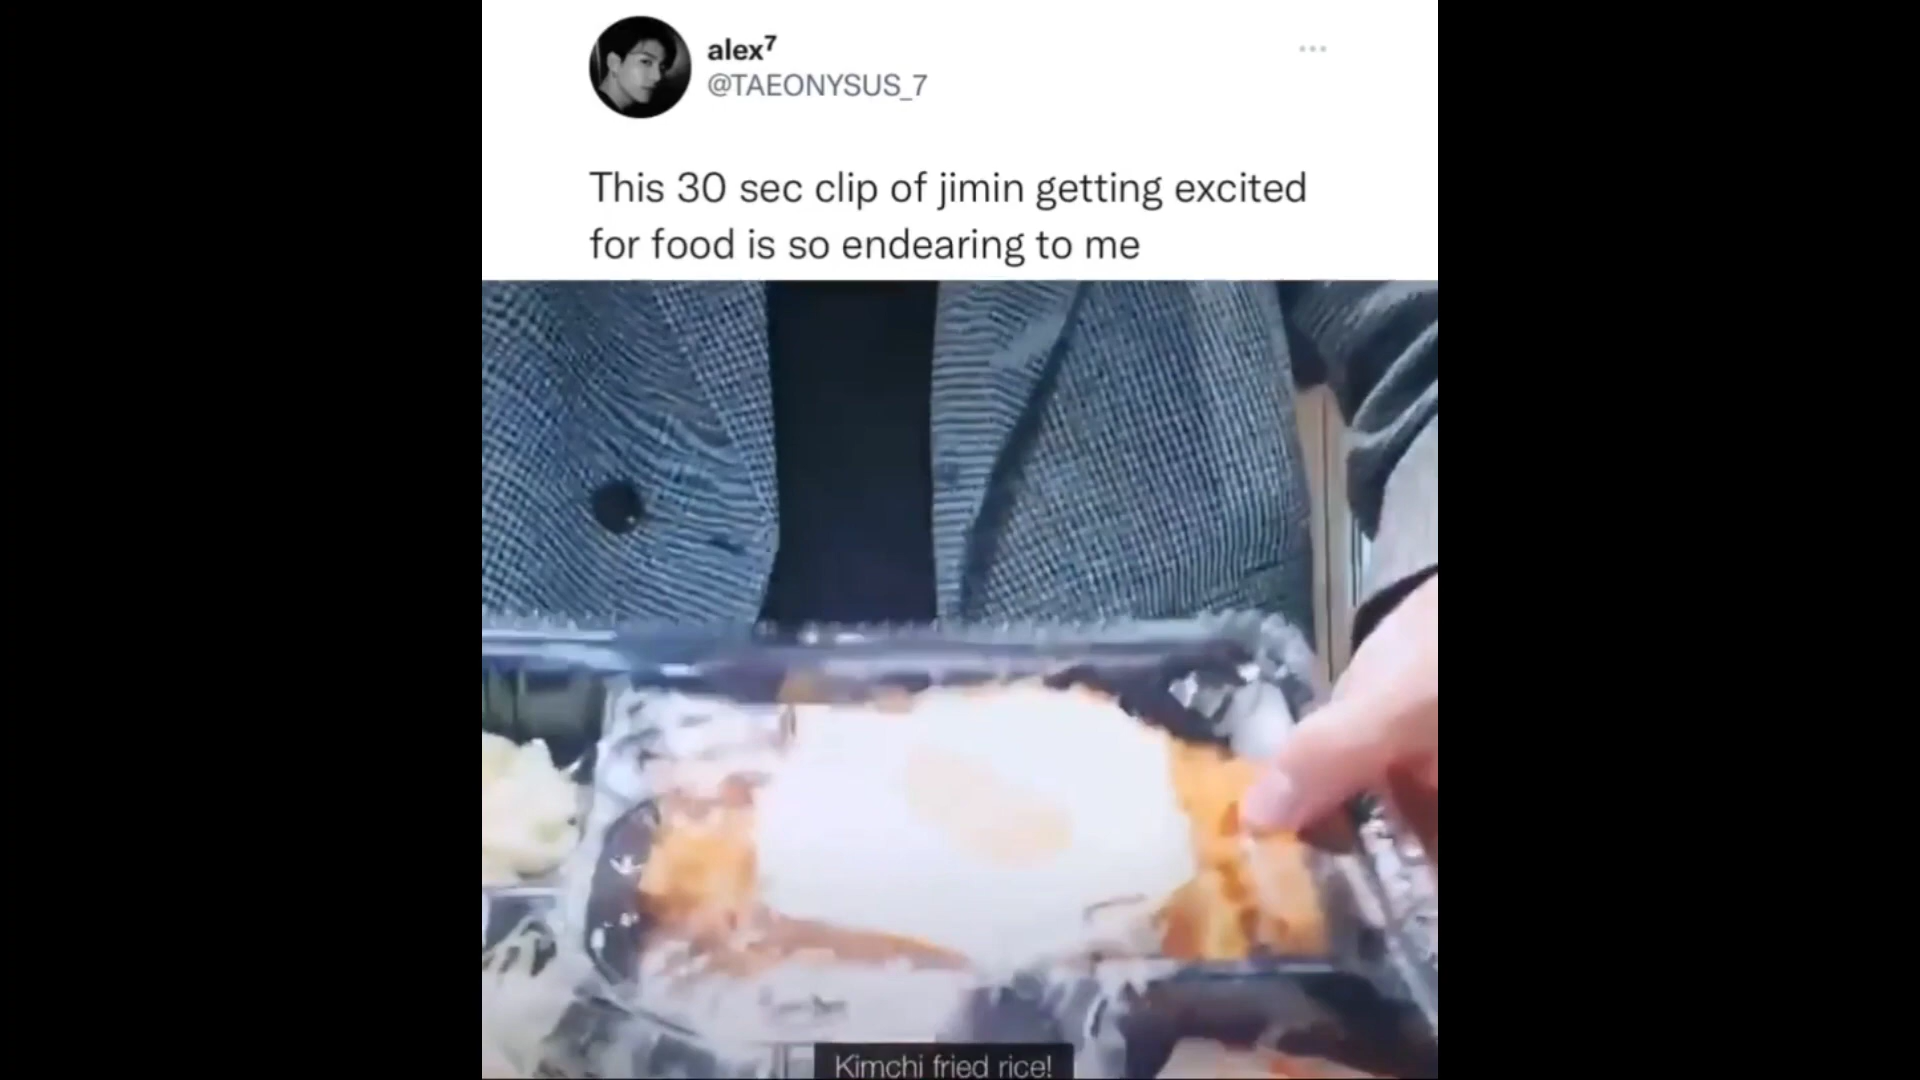 alex⁷
@TAEONYSUS_7
This 30 sec clip of jimin getting excited
for food is so endearing to me
Kimchi fried rice!